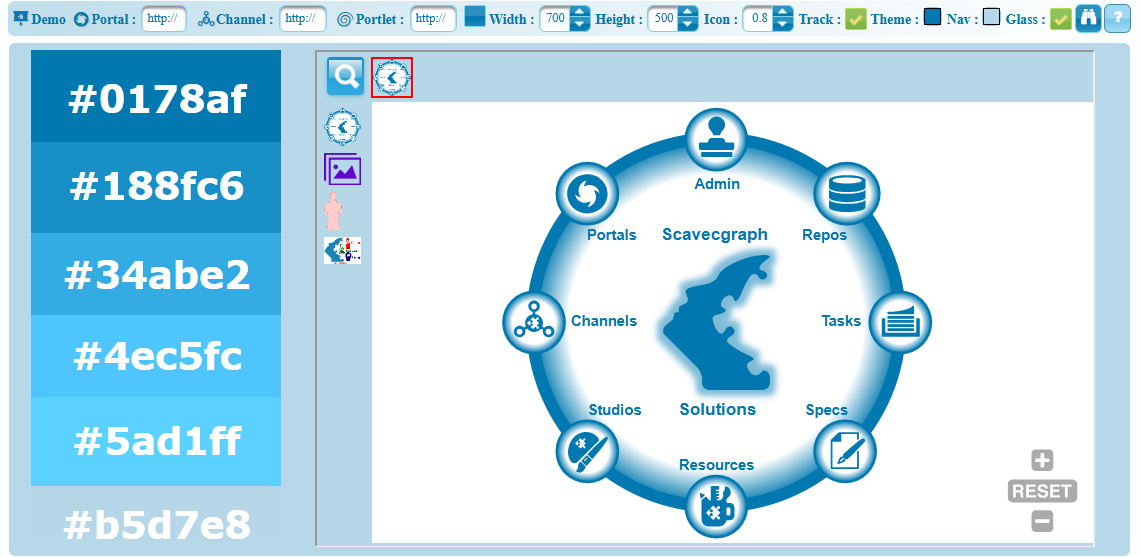 Demo Portal : http:// Channel : http:// Portlet : http:// Width : 700 Height : 500 Icon : 0.8 Track : Theme : Nav : Glass : ?
#0178af
#188fc6
#34abe2
#4ec5fc
#5ad1ff
#b5d7e8
Admin
Portals Scavecgraph Repos
Channels Tasks
Studios Solutions Specs
Resources
RESET